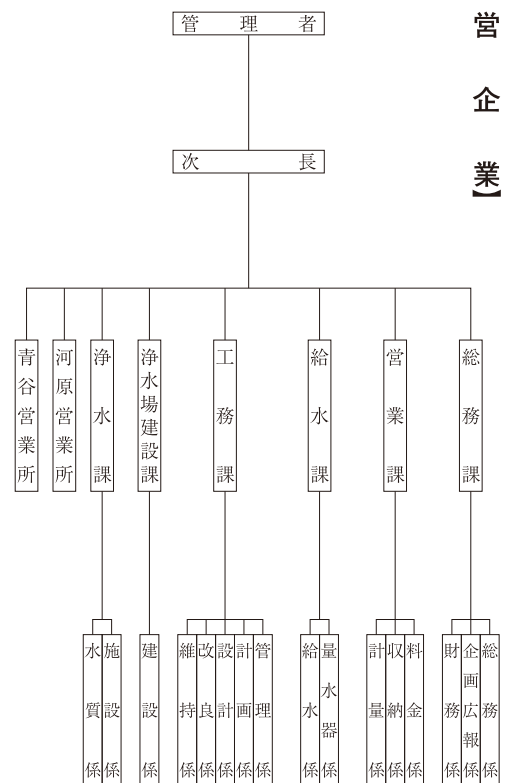 営企業】
管理者
次長
総務課
営業課
給水課
工務課
浄水場建設課
浄水課
河原営業所
青谷営業所
総務係
企画広報係
財務係
料金係
収納係
計量係
量水器係
給水係
管理係
計画係
設計係
改良係
維持係
建設係
施設係
水質係